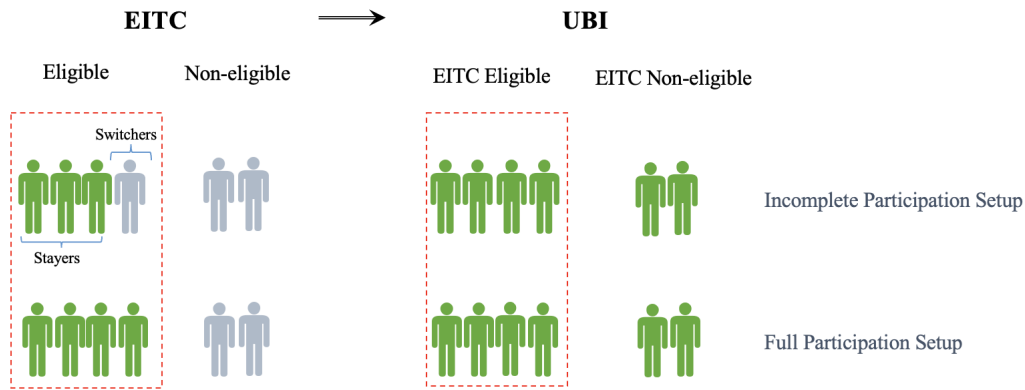 EITC
UBI
Eligible
Non-eligible
EITC Eligible
EITC Non-eligible
Switchers
Incomplete Participation Setup
Stayers
Full Participation Setup